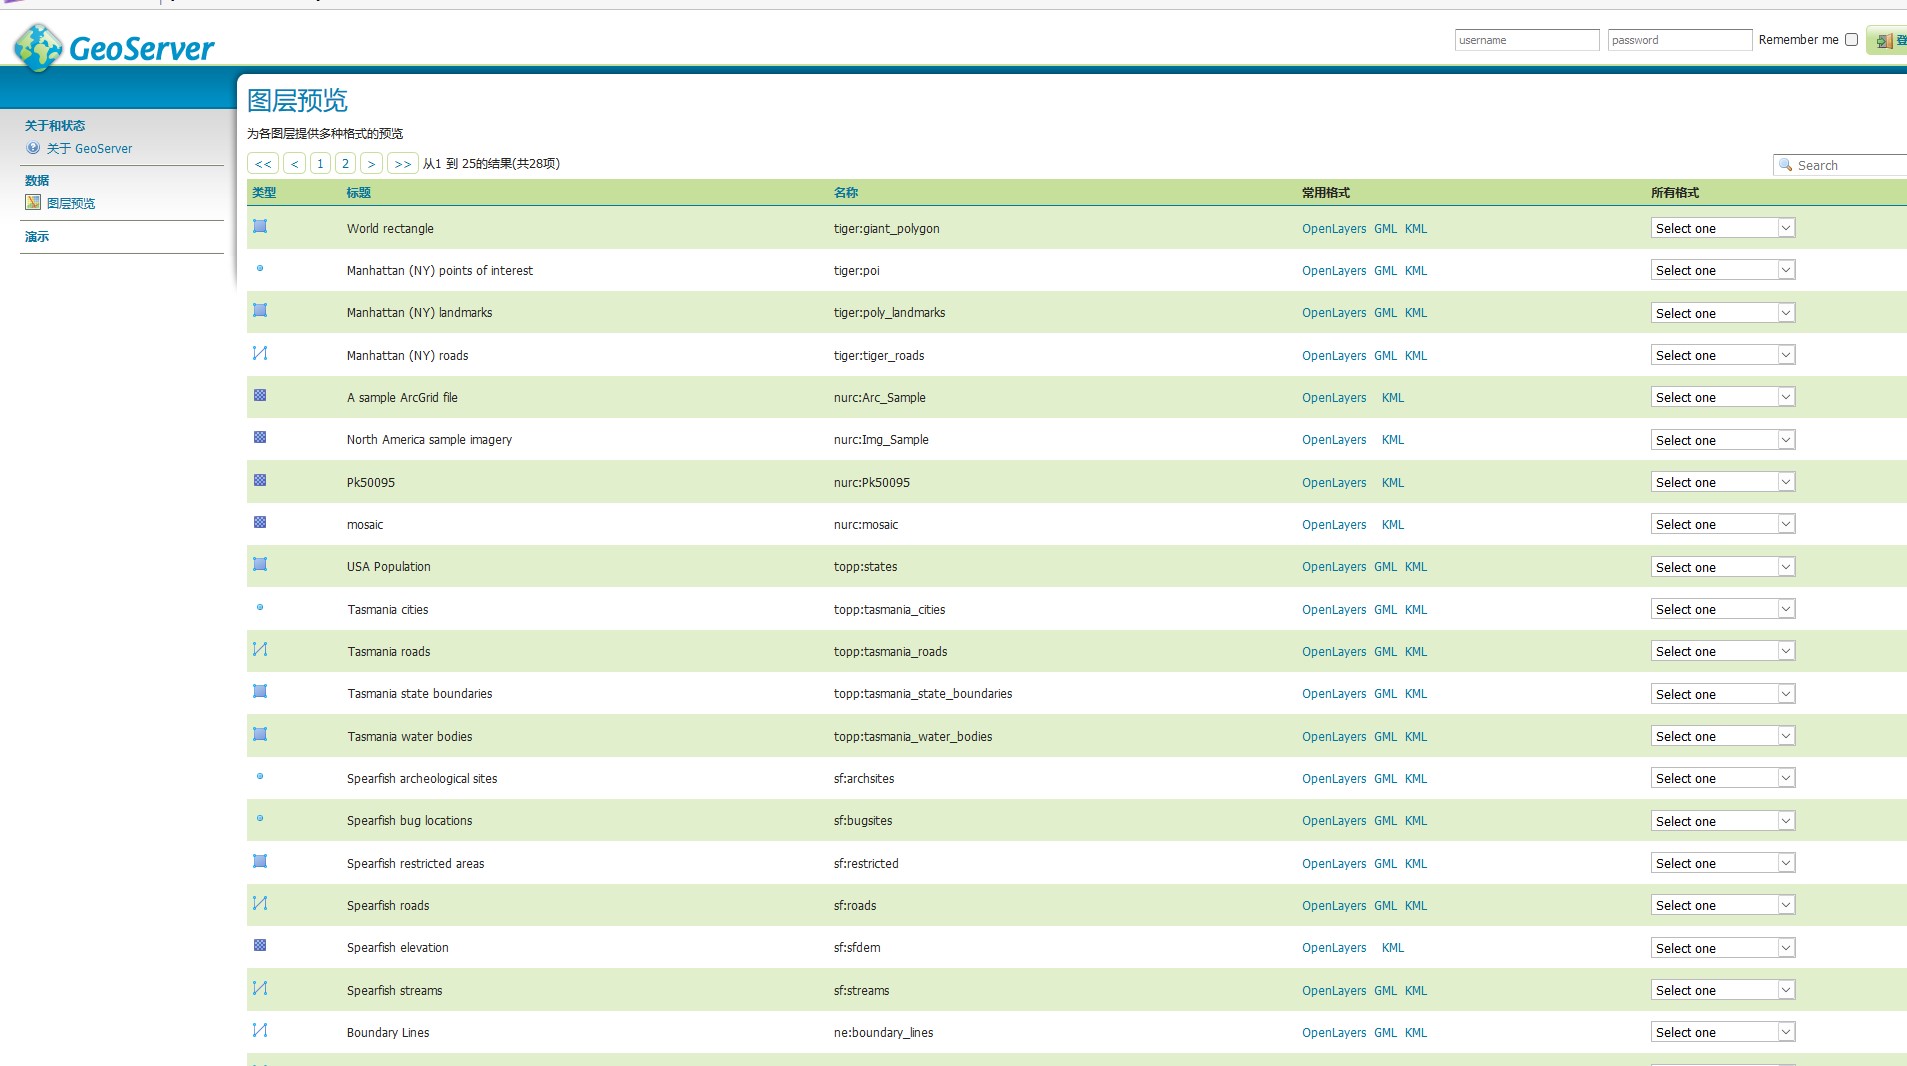 GeoServer
username password Remember me 登
图层预览
关于和状态
为各图层提供多种格式的预览
关于 GeoServer
<< < 1 2 > >> 从1 到 25的结果(共28项) Search
数据
图层预览
演示
类型 标题 名称 常用格式 所有格式
World rectangle tiger:giant_polygon OpenLayers GML KML Select one
Manhattan (NY) points of interest tiger:poi OpenLayers GML KML Select one
Manhattan (NY) landmarks tiger:poly_landmarks OpenLayers GML KML Select one
Manhattan (NY) roads tiger:tiger_roads OpenLayers GML KML Select one
A sample ArcGrid file nurc:Arc_Sample OpenLayers KML Select one
North America sample imagery nurc:Img_Sample OpenLayers KML Select one
Pk50095 nurc:Pk50095 OpenLayers KML Select one
mosaic nurc:mosaic OpenLayers KML Select one
USA Population topp:states OpenLayers GML KML Select one
Tasmania cities topp:tasmania_cities OpenLayers GML KML Select one
Tasmania roads topp:tasmania_roads OpenLayers GML KML Select one
Tasmania state boundaries topp:tasmania_state_boundaries OpenLayers GML KML Select one
Tasmania water bodies topp:tasmania_water_bodies OpenLayers GML KML Select one
Spearfish archeological sites sf:archsites OpenLayers GML KML Select one
Spearfish bug locations sf:bugsites OpenLayers GML KML Select one
Spearfish restricted areas sf:restricted OpenLayers GML KML Select one
Spearfish roads sf:roads OpenLayers GML KML Select one
Spearfish elevation sf:sfdem OpenLayers KML Select one
Spearfish streams sf:streams OpenLayers GML KML Select one
Boundary Lines ne:boundary_lines OpenLayers GML KML Select one